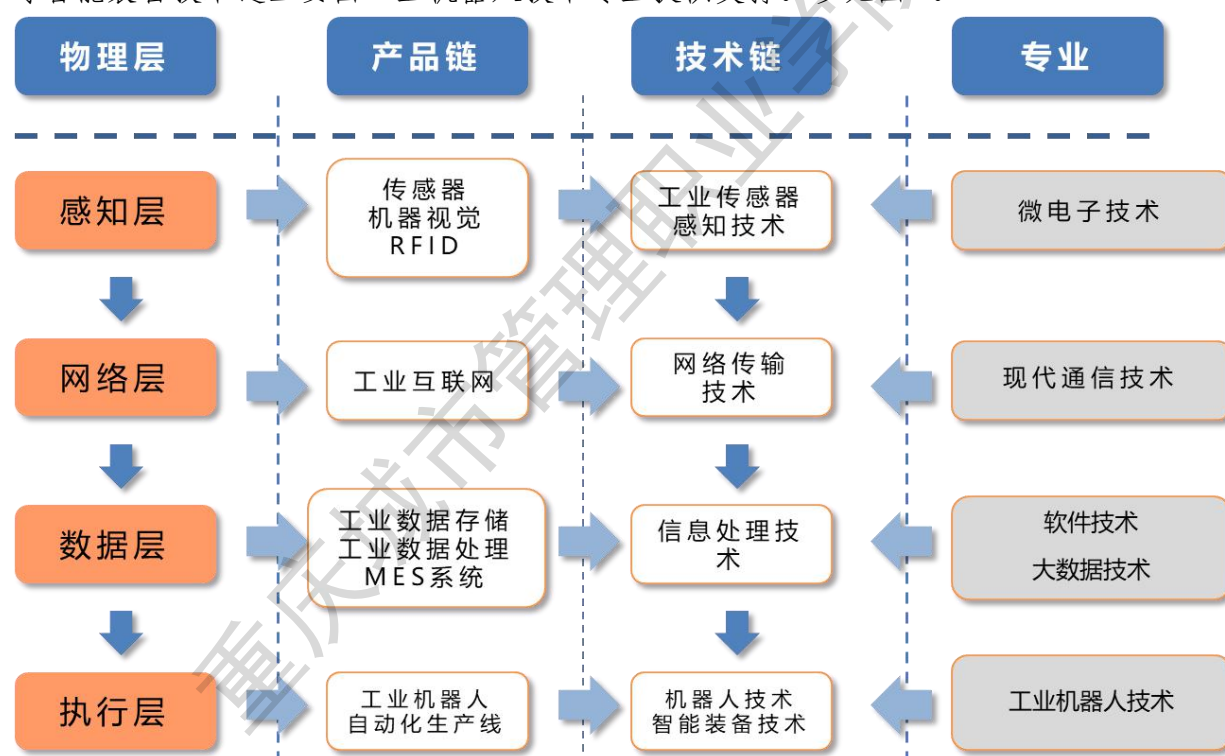 物理层 产品链 技术链 专业
感知层
传感器
机器视觉
RFID
工业传感器
感知技术
微电子技术
网络层
工业互联网
网络传输
技术
现代通信技术
数据层
工业数据存储
工业数据处理
MES系统
信息处理技
术
软件技术
大数据技术
执行层
工业机器人
自动化生产线
机器人技术
智能装备技术
工业机器人技术
重庆城市管理职业学院